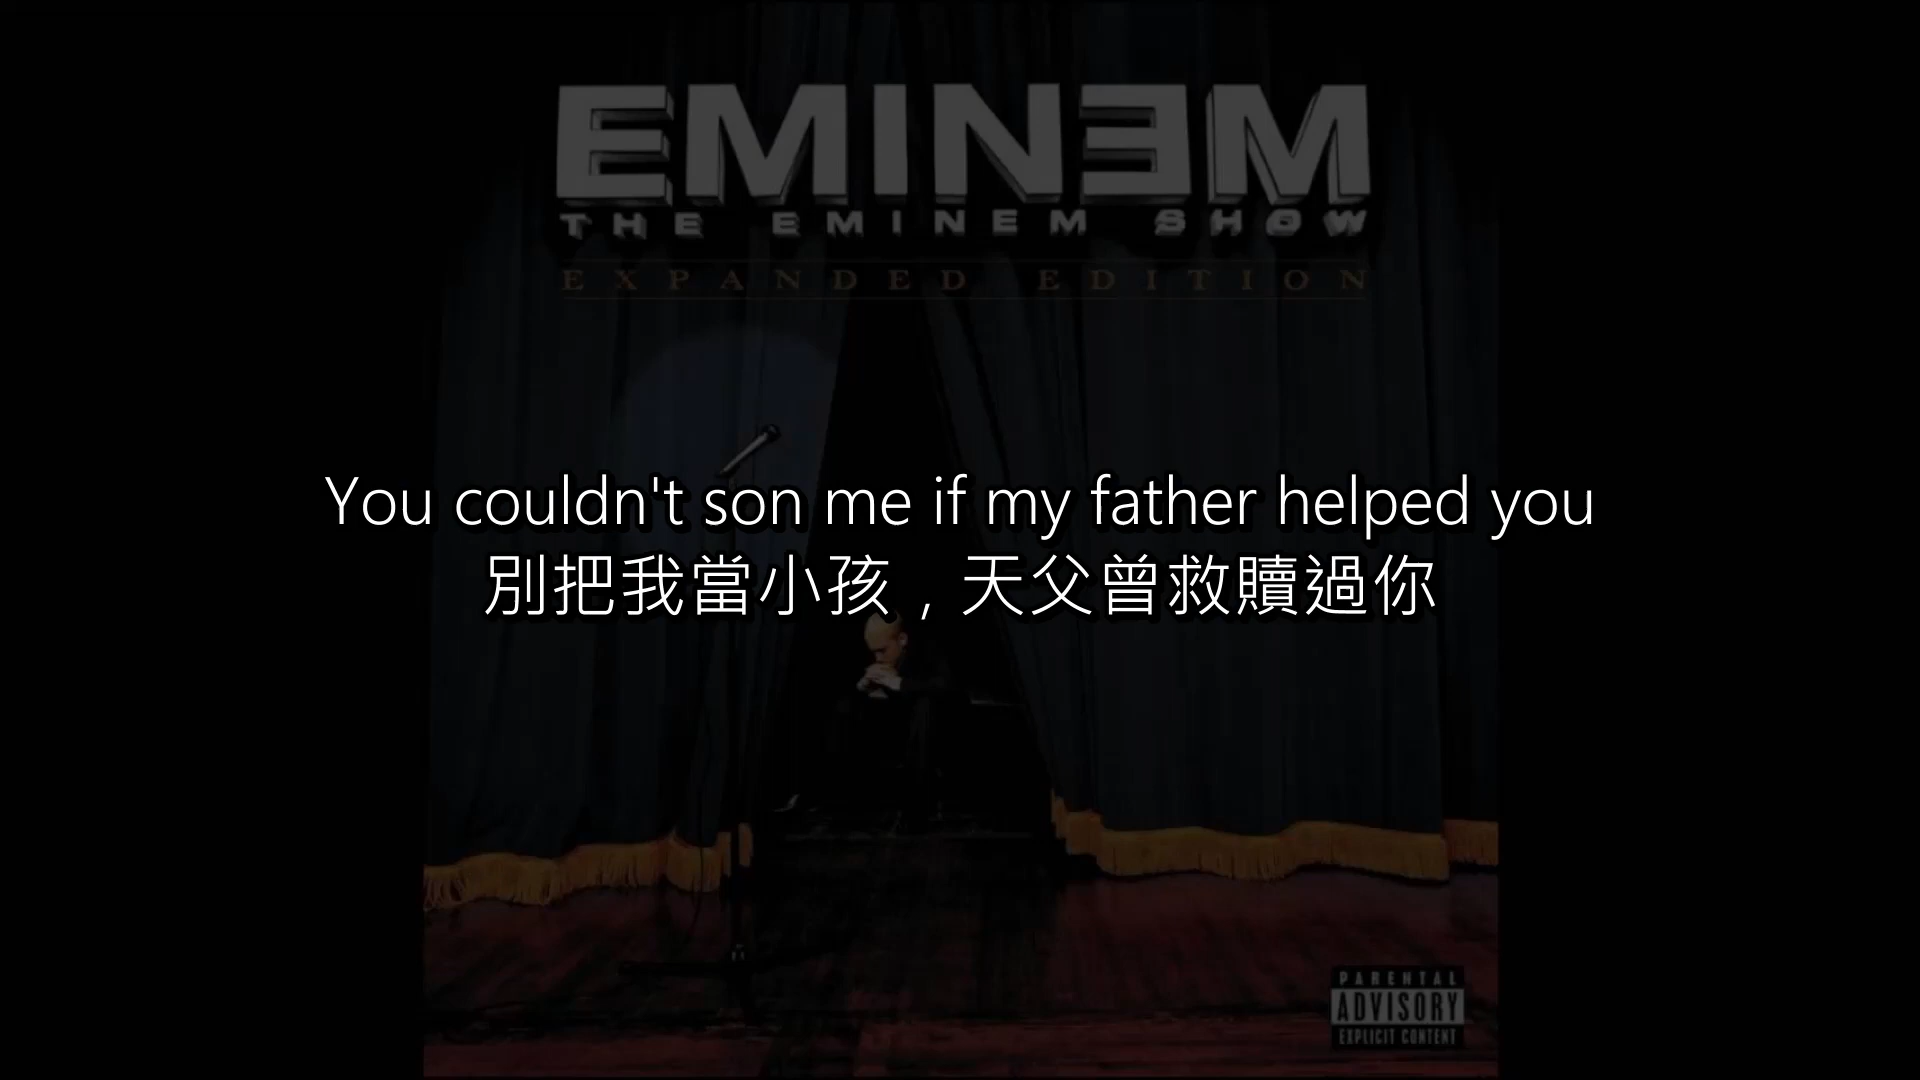 EMINƎM
THE EMINEM SHOW
EXPANDED EDITION
You couldn't son me if my father helped you
別把我當小孩，天父曾救贖過你
PARENTAL
ADVISORY
EXPLICIT CONTENT